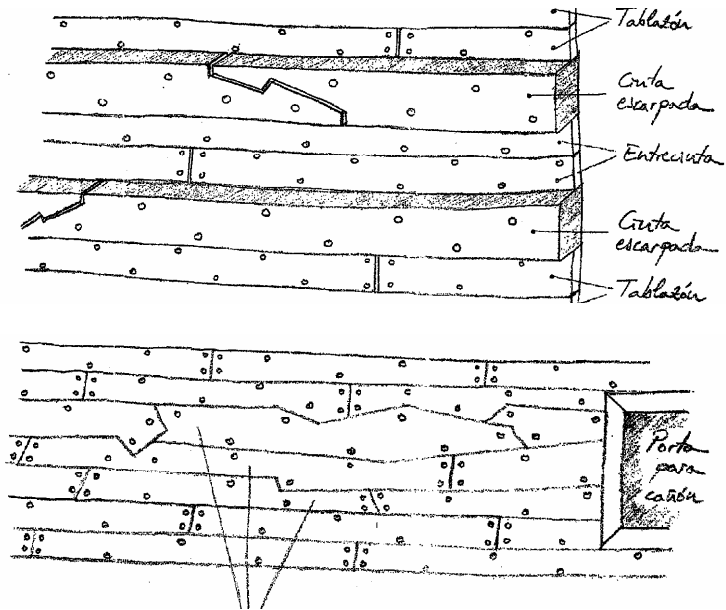 Tablazón
Cinta
escarpada
Entrecinta
Cinta
escarpada
Tablazón
Porta
para
cañón